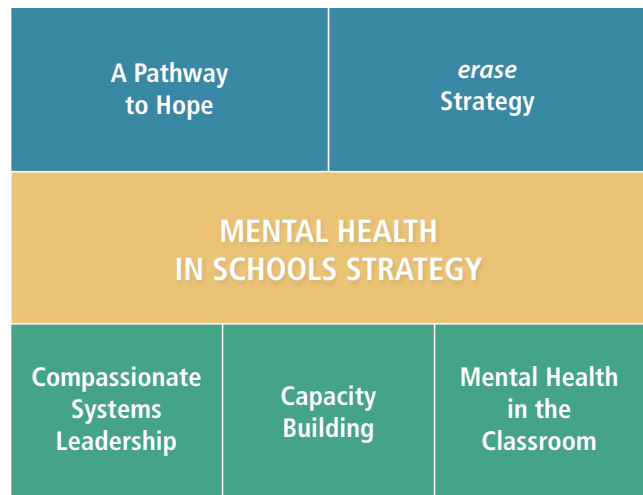 A Pathway
to Hope
erase
Strategy
MENTAL HEALTH
IN SCHOOLS STRATEGY
Compassionate
Systems
Leadership
Capacity
Building
Mental Health
in the
Classroom